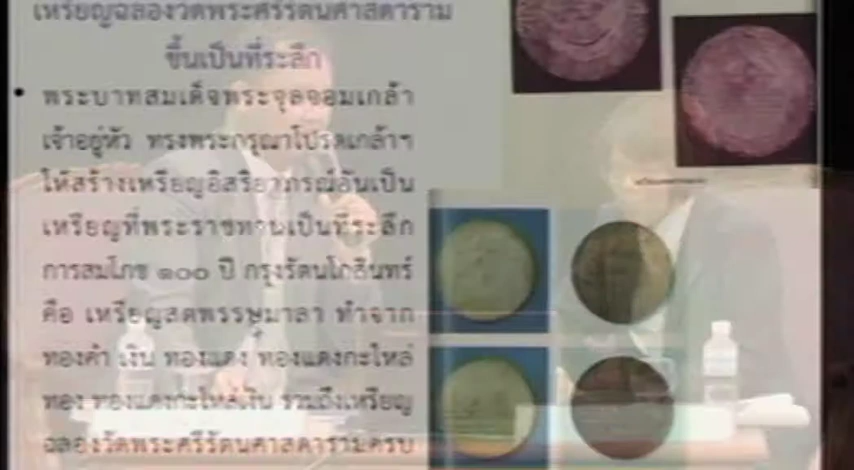 เหรียญฉลองวัดพระศรีรัตนศาสดาราม
ขึ้นเป็นที่ระลึก
• พระบาทสมเด็จพระจุลจอมเกล้า
เจ้าอยู่หัว ทรงพระกรุณาโปรดเกล้าฯ
ให้สร้างเหรียญอิสริยาภรณ์อันเป็น
เหรียญที่พระราชทานเป็นที่ระลึก
การสมโภช ๑๐๐ ปี กรุงรัตนโกสินทร์
คือ เหรียญสตพรรษมาลา ทำจาก
ทองคำ เงิน ทองแดง ทองแดงกะไหล่
ทอง ทองแดงกะไหล่เงิน รวมถึงเหรียญ
ฉลองวัดพระศรีรัตนศาสดารามครบ